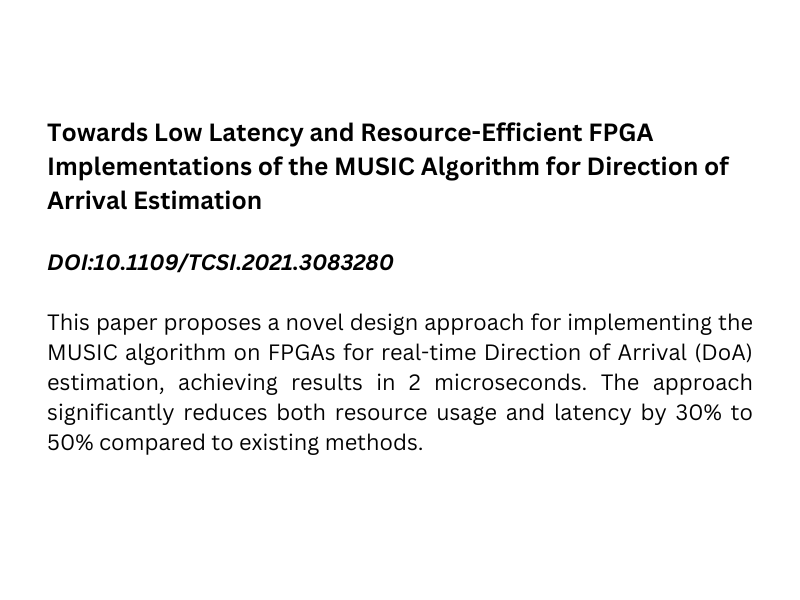 Towards Low Latency and Resource-Efficient FPGA
Implementations of the MUSIC Algorithm for Direction of
Arrival Estimation
DOI:10.1109/TCSI.2021.3083280
This paper proposes a novel design approach for implementing the
MUSIC algorithm on FPGAs for real-time Direction of Arrival (DoA)
estimation, achieving results in 2 microseconds. The approach
significantly reduces both resource usage and latency by 30% to
50% compared to existing methods.